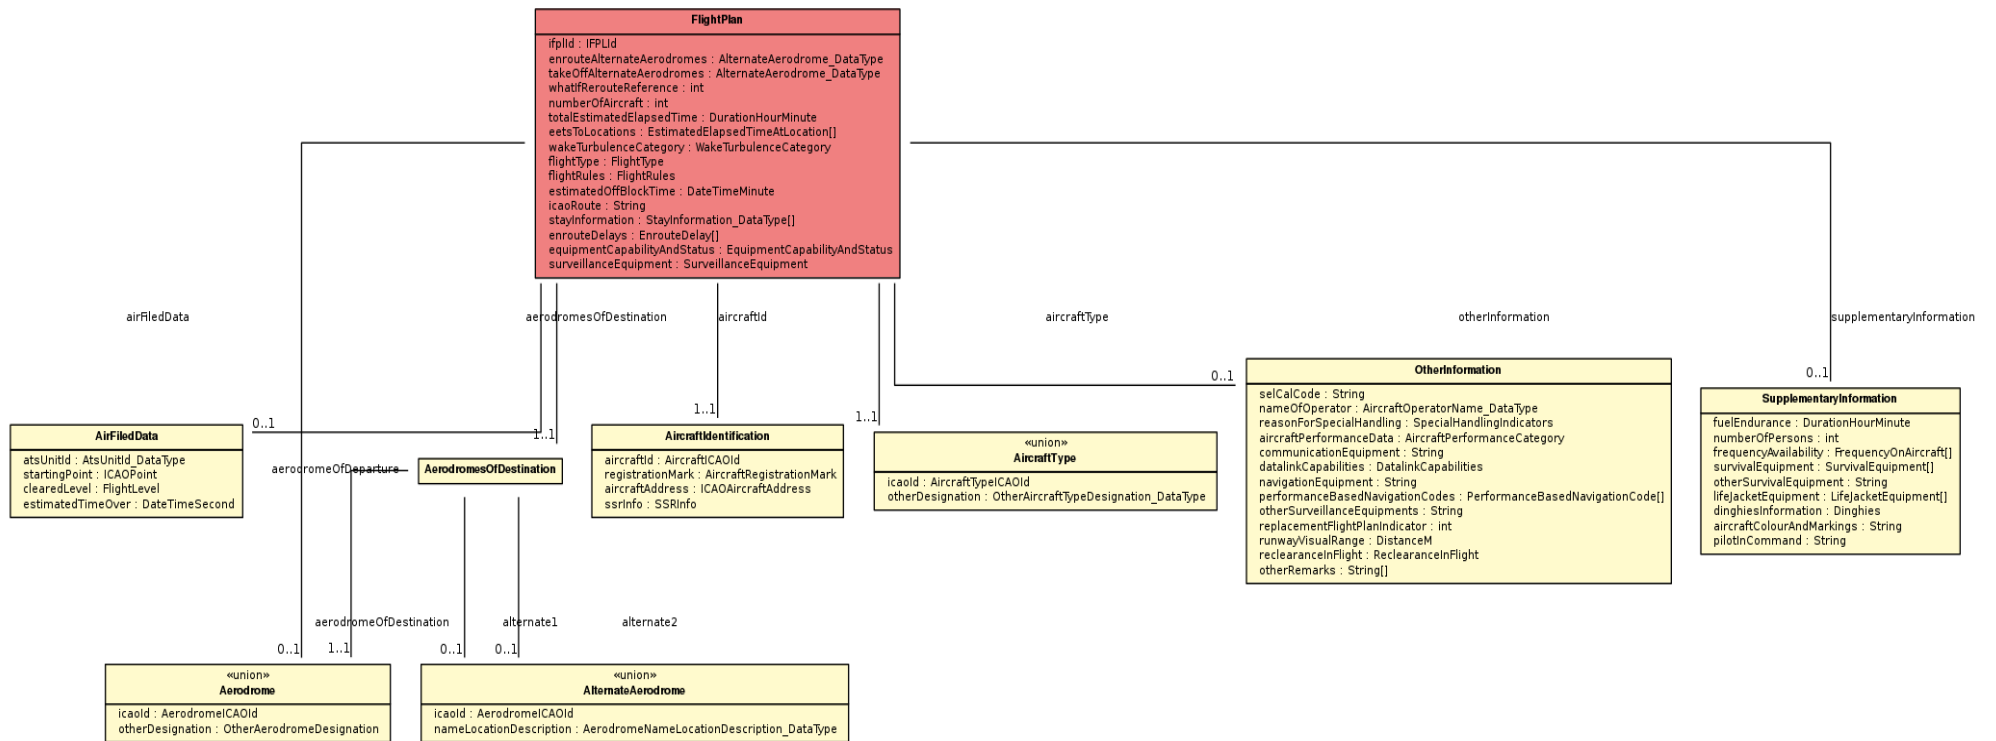 FlightPlan
ifplId : IFPLId
enrouteAlternateAerodromes : AlternateAerodrome_DataType
takeOffAlternateAerodromes : AlternateAerodrome_DataType
whatIfRerouteReference : int
numberOfAircraft : int
totalEstimatedElapsedTime : DurationHourMinute
eetsToLocations : EstimatedElapsedTimeAtLocation[]
wakeTurbulenceCategory : WakeTurbulenceCategory
flightType : FlightType
flightRules : FlightRules
estimatedOffBlockTime : DateTimeMinute
icaoRoute : String
stayInformation : StayInformation_DataType[]
enrouteDelays : EnrouteDelay[]
equipmentCapabilityAndStatus : EquipmentCapabilityAndStatus
surveillanceEquipment : SurveillanceEquipment
airFiledData
aerodromesOfDestination
aircraftId
aircraftType
otherInformation
supplementaryInformation
0..1
1..1
1..1
1..1
0..1
0..1
AirFiledData
atsUnitId : AtsUnitId_DataType
startingPoint : ICAOPoint
clearedLevel : FlightLevel
estimatedTimeOver : DateTimeSecond
aerodromeOfDeparture
AerodromesOfDestination
AircraftIdentification
aircraftId : AircraftICAOId
registrationMark : AircraftRegistrationMark
aircraftAddress : ICAOAircraftAddress
ssrInfo : SSRInfo
«union»
AircraftType
icaoId : AircraftTypeICAOId
otherDesignation : OtherAircraftTypeDesignation_DataType
OtherInformation
selCalCode : String
nameOfOperator : AircraftOperatorName_DataType
reasonForSpecialHandling : SpecialHandlingIndicators
aircraftPerformanceData : AircraftPerformanceCategory
communicationEquipment : String
datalinkCapabilities : DatalinkCapabilities
navigationEquipment : String
performanceBasedNavigationCodes : PerformanceBasedNavigationCode[]
otherSurveillanceEquipments : String
replacementFlightPlanIndicator : int
runwayVisualRange : DistanceM
reclearanceInFlight : ReclearanceInFlight
otherRemarks : String[]
SupplementaryInformation
fuelEndurance : DurationHourMinute
numberOfPersons : int
frequencyAvailability : FrequencyOnAircraft[]
survivalEquipment : SurvivalEquipment[]
otherSurvivalEquipment : String
lifeJacketEquipment : LifeJacketEquipment[]
dinghiesInformation : Dinghies
aircraftColourAndMarkings : String
pilotInCommand : String
aerodromeOfDestination
alternate1
alternate2
0..1
1..1
0..1
0..1
«union»
Aerodrome
icaoId : AerodromeICAOId
otherDesignation : OtherAerodromeDesignation
«union»
AlternateAerodrome
icaoId : AerodromeICAOId
nameLocationDescription : AerodromeNameLocationDescription_DataType